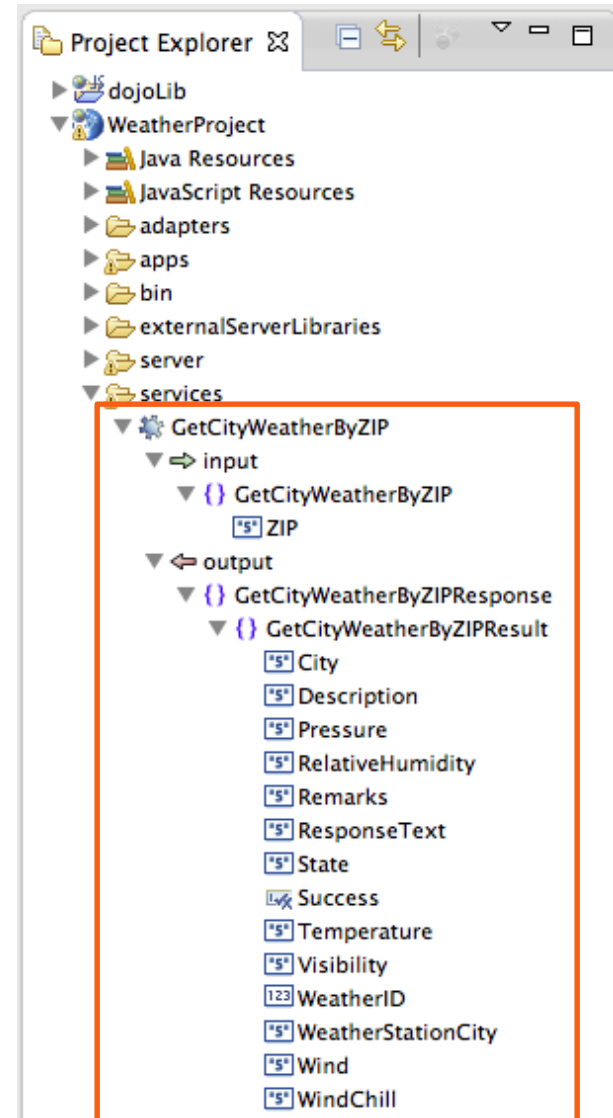 Project Explorer
dojoLib
WeatherProject
Java Resources
JavaScript Resources
adapters
apps
bin
externalServerLibraries
server
services
GetCityWeatherByZIP
input
{} GetCityWeatherByZIP
"S" ZIP
output
{} GetCityWeatherByZIPResponse
{} GetCityWeatherByZIPResult
"S" City
"S" Description
"S" Pressure
"S" RelativeHumidity
"S" Remarks
"S" ResponseText
"S" State
Success
"S" Temperature
"S" Visibility
123 WeatherID
"S" WeatherStationCity
"S" Wind
"S" WindChill